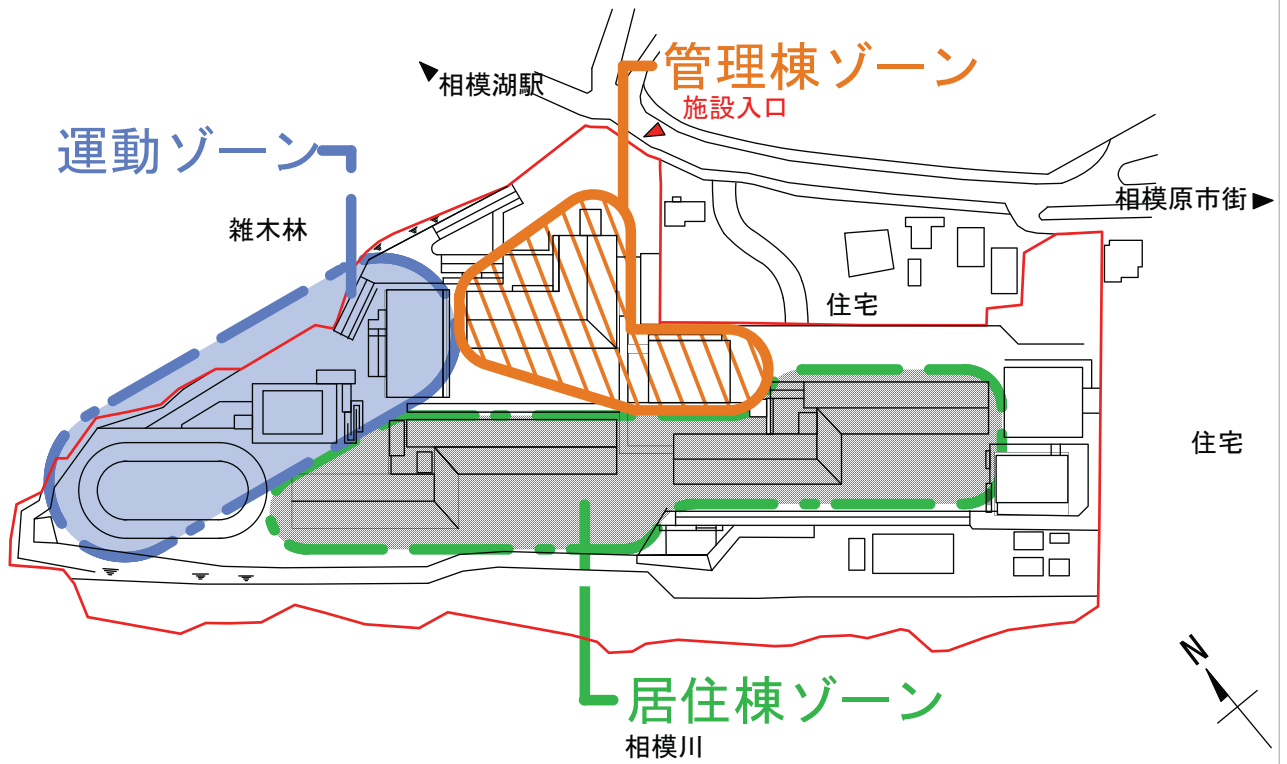 管理棟ゾーン
相模湖駅
施設入口
運動ゾーン
相模原市街
雑木林
住宅
住宅
N
居住棟ゾーン
相模川